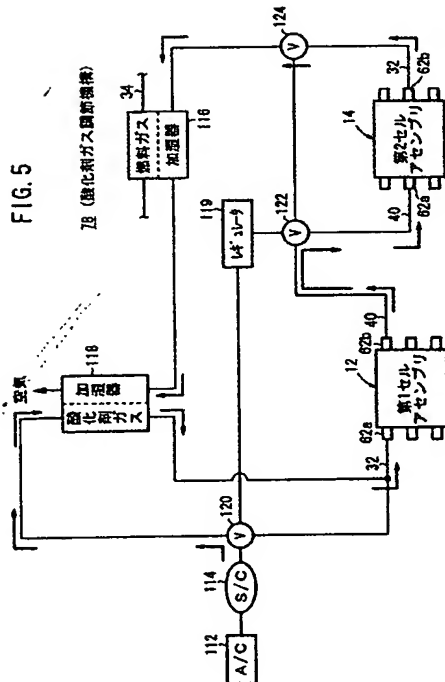 FIG. 5
78 (酸化剤ガス調節機構)
空気
118
加湿器
酸化剤ガス
34
燃料ガス
加湿器
116
124
V
119
レギュレータ
122
V
120
V
114
S/C
112
A/C
32
62a
12
第1セル
アセンブリ
62b
40
40
62a
14
第2セル
アセンブリ
62b
32